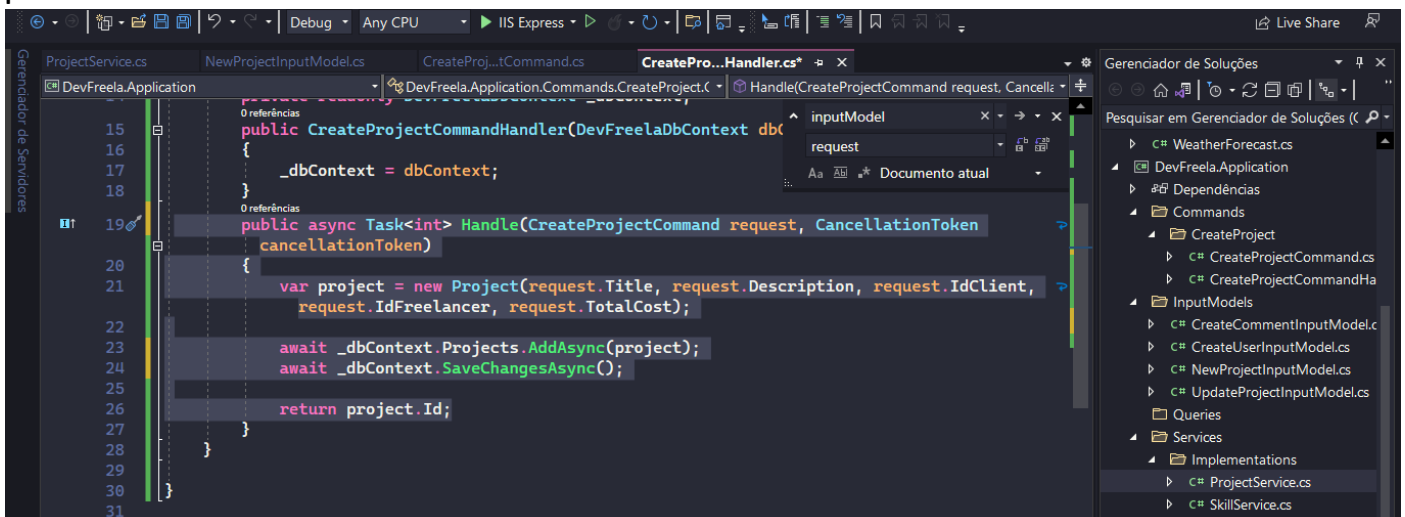 Debug Any CPU IIS Express Live Share
Gerenciador de Servidores
ProjectService.cs NewProjectInputModel.cs CreateProj...tCommand.cs CreatePro...Handler.cs*
DevFreela.Application DevFreela.Application.Commands.CreateProject.C Handle(CreateProjectCommand request, Cancella
0 referências
15 public CreateProjectCommandHandler(DevFreelaDbContext dbC
16 {
17 _dbContext = dbContext;
18 }
0 referências
19 public async Task<int> Handle(CreateProjectCommand request, CancellationToken
cancellationToken)
20 {
21 var project = new Project(request.Title, request.Description, request.IdClient,
request.IdFreelancer, request.TotalCost);
22
23 await _dbContext.Projects.AddAsync(project);
24 await _dbContext.SaveChangesAsync();
25
26 return project.Id;
27 }
28 }
29
30 }
31
inputModel
request
Aa Ab .* Documento atual
Gerenciador de Soluções
Pesquisar em Gerenciador de Soluções ((
C# WeatherForecast.cs
C# DevFreela.Application
Dependências
Commands
CreateProject
C# CreateProjectCommand.cs
C# CreateProjectCommandHa
InputModels
C# CreateCommentInputModel.c
C# CreateUserInputModel.cs
C# NewProjectInputModel.cs
C# UpdateProjectInputModel.cs
Queries
Services
Implementations
C# ProjectService.cs
C# SkillService.cs